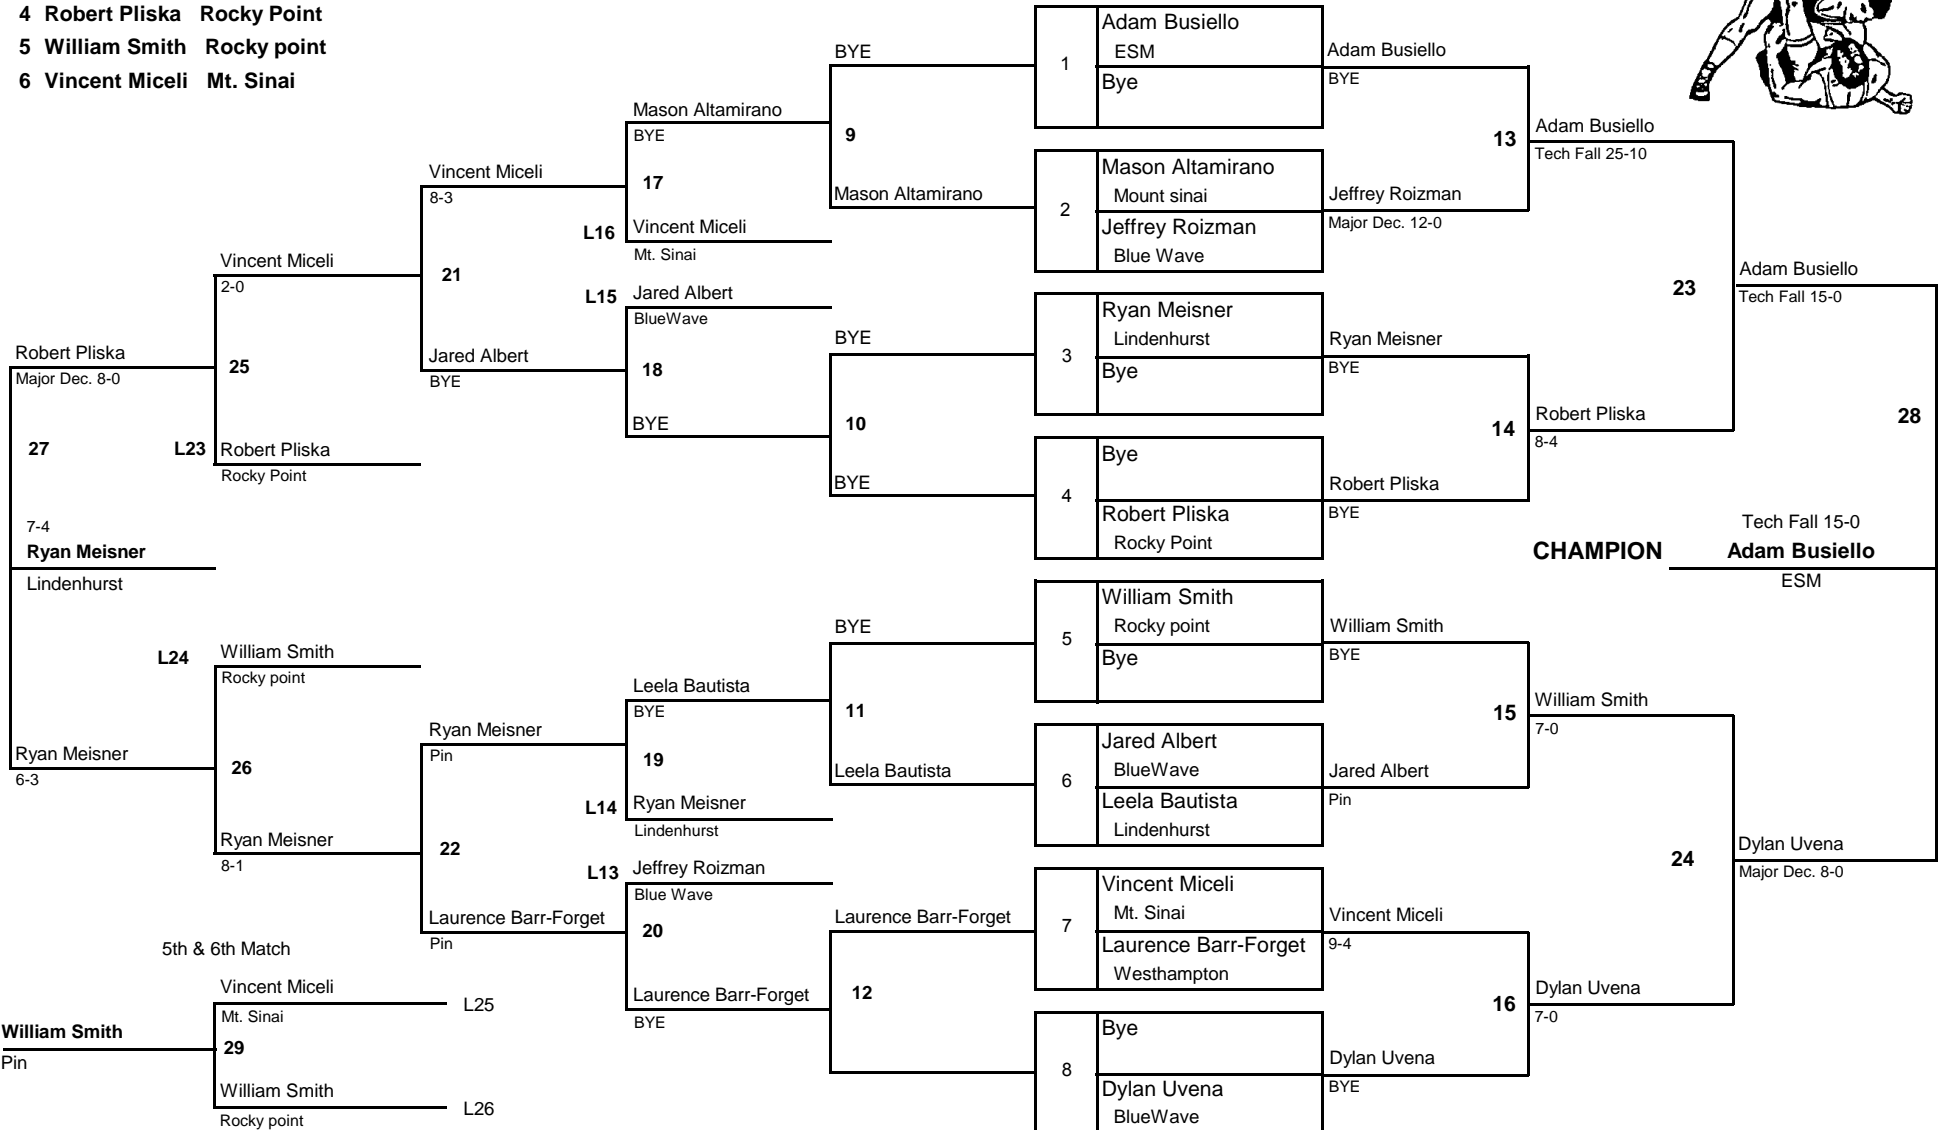 4 Robert Pliska Rocky Point
5 William Smith Rocky point
6 Vincent Miceli Mt. Sinai
Robert Pliska
Major Dec. 8-0
27
7-4
Ryan Meisner
Lindenhurst
Ryan Meisner
6-3
5th & 6th Match
William Smith
Pin
Vincent Miceli
2-0
25
L23 Robert Pliska
Rocky Point
L24 William Smith
Rocky point
26
Ryan Meisner
8-1
Vincent Miceli
L25
Mt. Sinai
29
William Smith
L26
Rocky point
Vincent Miceli
8-3
21
Jared Albert
BYE
Ryan Meisner
Pin
22
Laurence Barr-Forget
Pin
Mason Altamirano
BYE
17
L16 Vincent Miceli
Mt. Sinai
L15 Jared Albert
BlueWave
18
BYE
Leela Bautista
BYE
19
L14 Ryan Meisner
Lindenhurst
L13 Jeffrey Roizman
Blue Wave
20
Laurence Barr-Forget
BYE
BYE
9
Mason Altamirano
BYE
10
BYE
BYE
11
Leela Bautista
Laurence Barr-Forget
12
1
Adam Busiello
ESM
Bye
2
Mason Altamirano
Mount sinai
Jeffrey Roizman
Blue Wave
3
Ryan Meisner
Lindenhurst
Bye
4
Bye
Robert Pliska
Rocky Point
5
William Smith
Rocky point
Bye
6
Jared Albert
BlueWave
Leela Bautista
Lindenhurst
7
Vincent Miceli
Mt. Sinai
Laurence Barr-Forget
Westhampton
8
Bye
Dylan Uvena
BlueWave
Adam Busiello
BYE
13
Jeffrey Roizman
Major Dec. 12-0
Ryan Meisner
BYE
14
Robert Pliska
BYE
William Smith
BYE
15
Jared Albert
Pin
Vincent Miceli
9-4
16
Dylan Uvena
BYE
Adam Busiello
Tech Fall 25-10
23
Robert Pliska
8-4
William Smith
7-0
24
Dylan Uvena
7-0
Adam Busiello
Tech Fall 15-0
28
Tech Fall 15-0
CHAMPION Adam Busiello
ESM
Dylan Uvena
Major Dec. 8-0